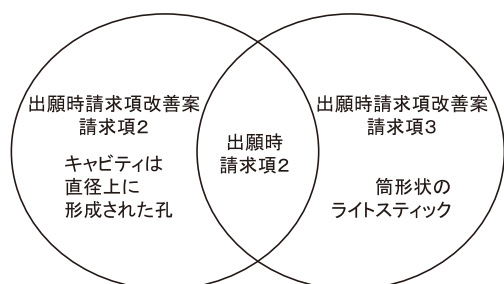 出願時請求項改善案
請求項2
キャビティは
直径上に
形成された孔
出願時
請求項2
出願時請求項改善案
請求項3
筒形状の
ライトスティック